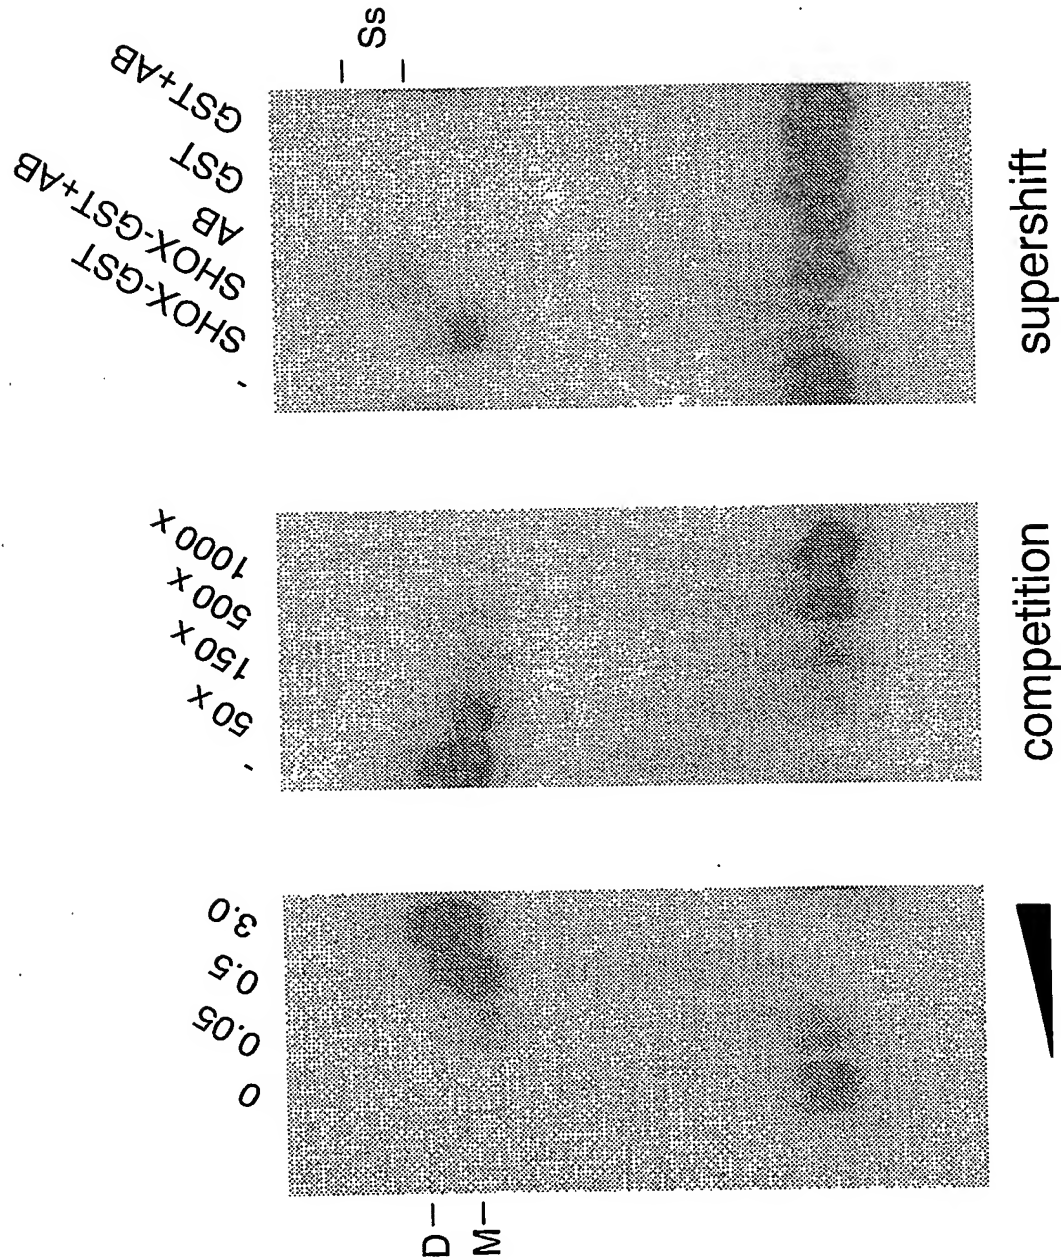 0
0.05
0.5
3.0
-
50 x
150 x
500 x
1000 x
-
SHOX-GST
SHOX-GST+AB
AB
GST
GST+AB
D–
M–
Ss
competition
supershift